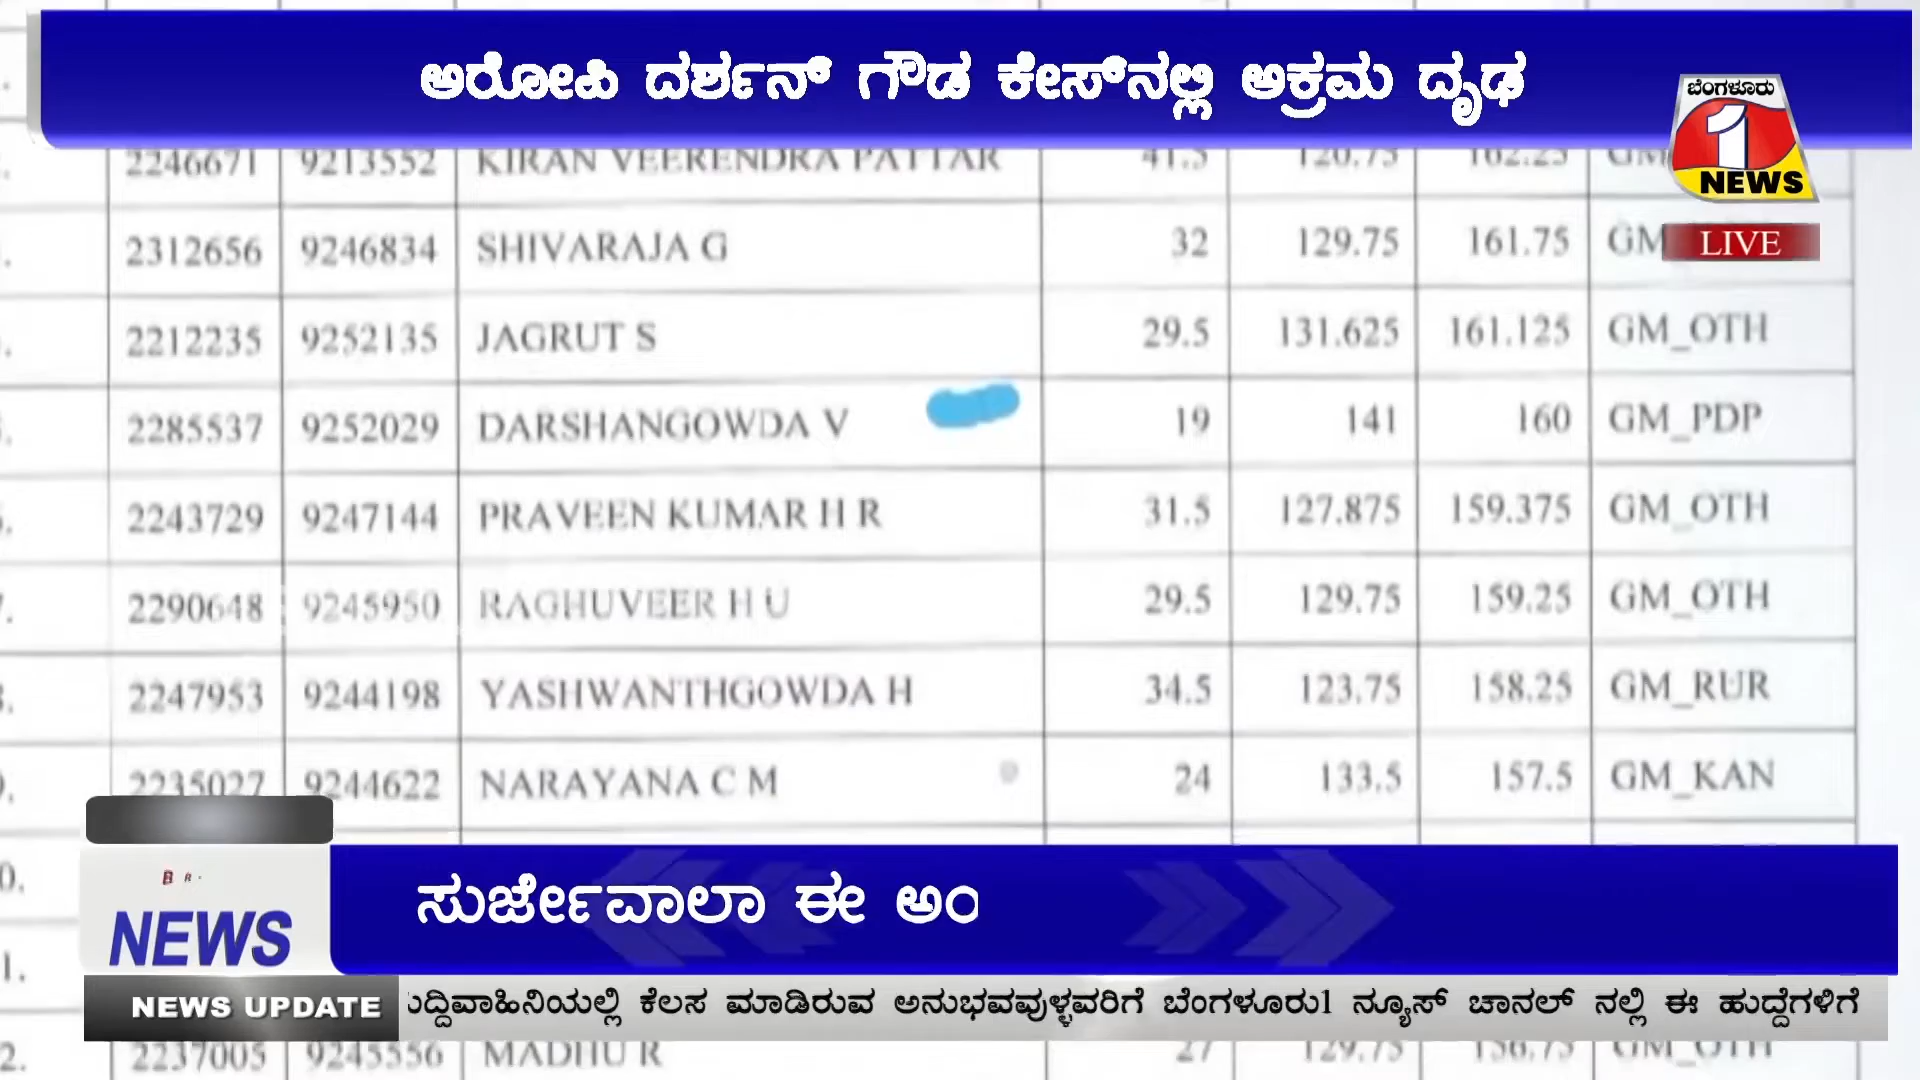 ಆರೋಪಿ ದರ್ಶನ್ ಗೌಡ ಕೇಸ್‌ನಲ್ಲಿ ಅಕ್ರಮ ದೃಢ
ಬೆಂಗಳೂರು
1
NEWS
LIVE
2246671 9213552 KIRAN VEERENDRA PATTAR 41.5 120.75 162.25 GM
2312656 9246834 SHIVARAJA G 32 129.75 161.75 GM
2212235 9252135 JAGRUT S 29.5 131.625 161.125 GM_OTH
2285537 9252029 DARSHANGOWDA V 19 141 160 GM_PDP
2243729 9247144 PRAVEEN KUMAR H R 31.5 127.875 159.375 GM_OTH
2290648 9245950 RAGHUVEER H U 29.5 129.75 159.25 GM_OTH
2247953 9244198 YASHWANTHGOWDA H 34.5 123.75 158.25 GM_RUR
2235027 9244622 NARAYANA C M 24 133.5 157.5 GM_KAN
0.
B R
NEWS
ಸುರ್ಜೇವಾಲಾ ಈ ಅಂ
1.
NEWS UPDATE
ುದ್ದಿವಾಹಿನಿಯಲ್ಲಿ ಕೆಲಸ ಮಾಡಿರುವ ಅನುಭವವುಳ್ಳವರಿಗೆ ಬೆಂಗಳೂರು1 ನ್ಯೂಸ್ ಚಾನಲ್ ನಲ್ಲಿ ಈ ಹುದ್ದೆಗಳಿಗೆ
2. 2237005 9245556 MADHU R 27 129.75 156.75 GM_OTH